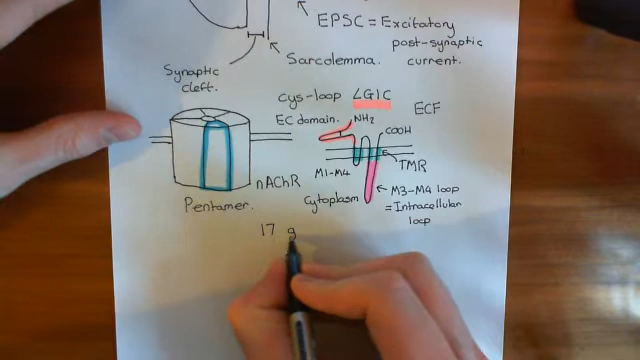 EPSC = Excitatory
post-synaptic
current.
Sarcolemma.
Synaptic
cleft.
cys-loop LGIC
ECF
EC domain.
NH₂
COOH
TMR
M1-M4
nAChR
Pentamer.
Cytoplasm
M3-M4 loop
= Intracellular
loop
17 g